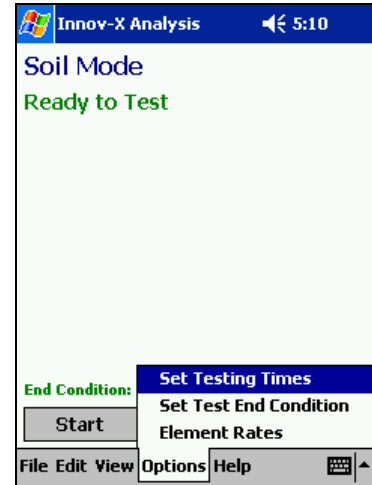 Innov-X Analysis 5:10
Soil Mode
Ready to Test
Set Testing Times
End Condition:
Set Test End Condition
Start
Element Rates
File Edit View Options Help